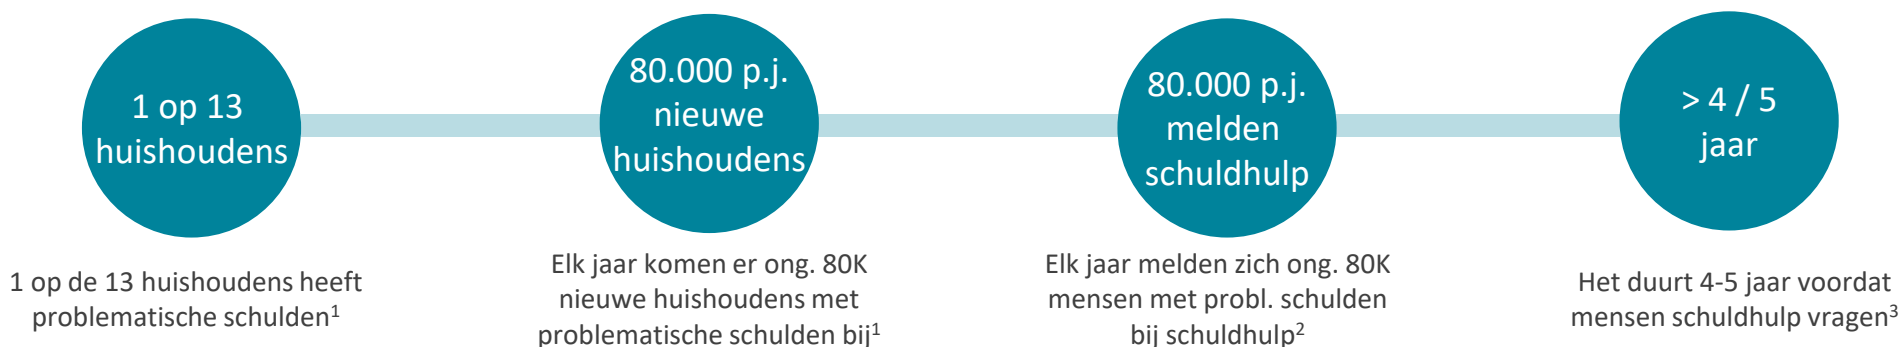 1 op 13
huishoudens
80.000 p.j.
nieuwe
huishoudens
80.000 p.j.
melden
schuldhulp
> 4 / 5
jaar
1 op de 13 huishoudens heeft
problematische schulden¹
Elk jaar komen er ong. 80K
nieuwe huishoudens met
problematische schulden bij¹
Elk jaar melden zich ong. 80K
mensen met probl. schulden
bij schuldhulp²
Het duurt 4-5 jaar voordat
mensen schuldhulp vragen³